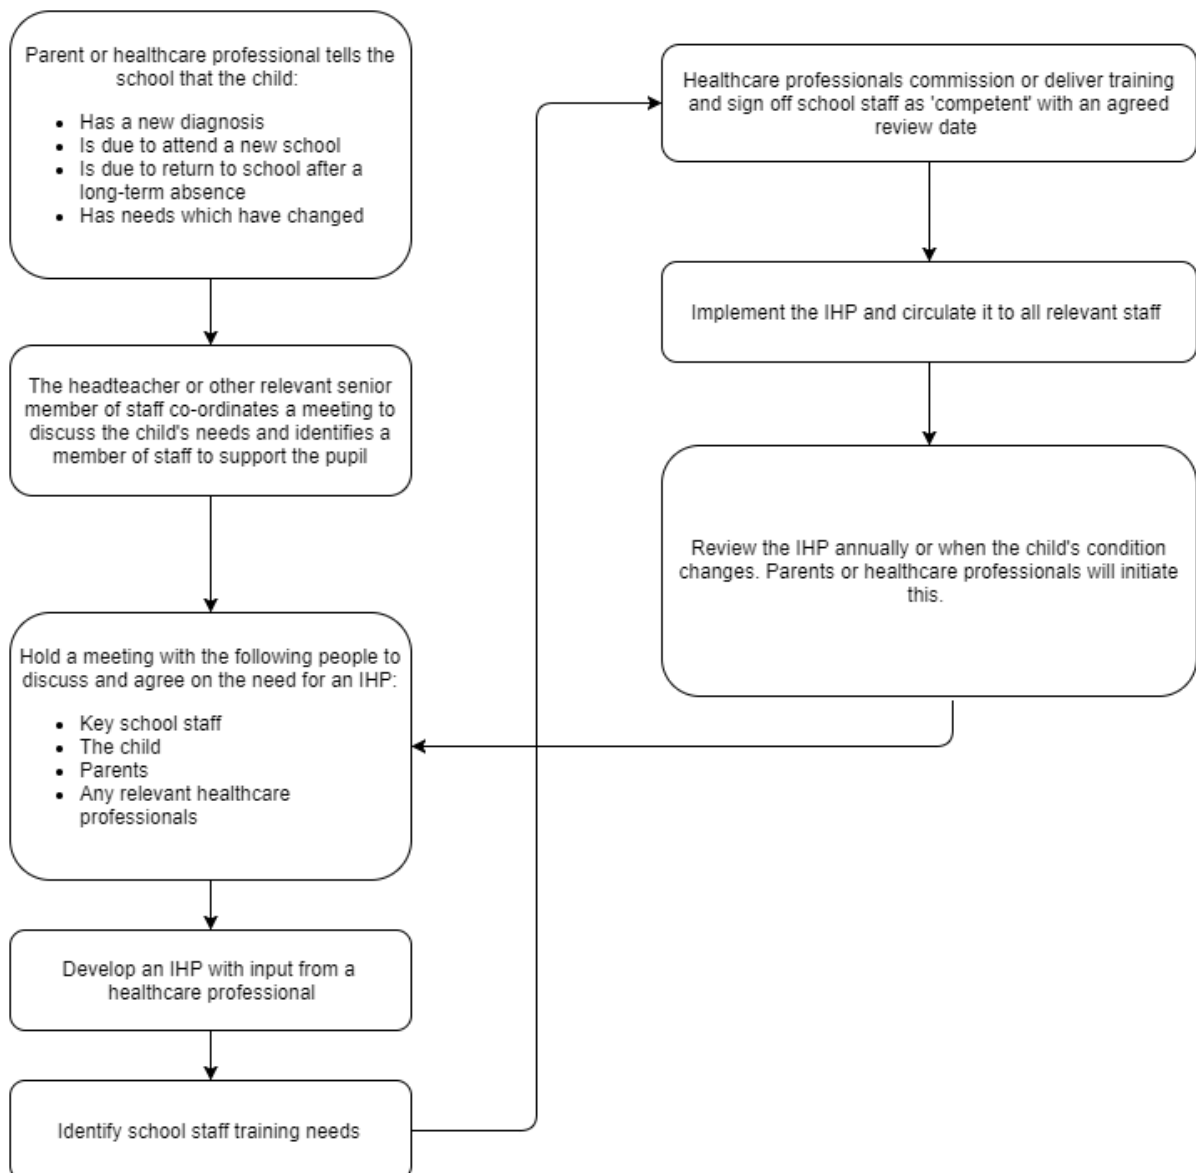 Parent or healthcare professional tells the
school that the child:
• Has a new diagnosis
• Is due to attend a new school
• Is due to return to school after a
long-term absence
• Has needs which have changed
The headteacher or other relevant senior
member of staff co-ordinates a meeting to
discuss the child's needs and identifies a
member of staff to support the pupil
Hold a meeting with the following people to
discuss and agree on the need for an IHP:
• Key school staff
• The child
• Parents
• Any relevant healthcare
professionals
Develop an IHP with input from a
healthcare professional
Identify school staff training needs
Healthcare professionals commission or deliver training
and sign off school staff as 'competent' with an agreed
review date
Implement the IHP and circulate it to all relevant staff
Review the IHP annually or when the child's condition
changes. Parents or healthcare professionals will initiate
this.